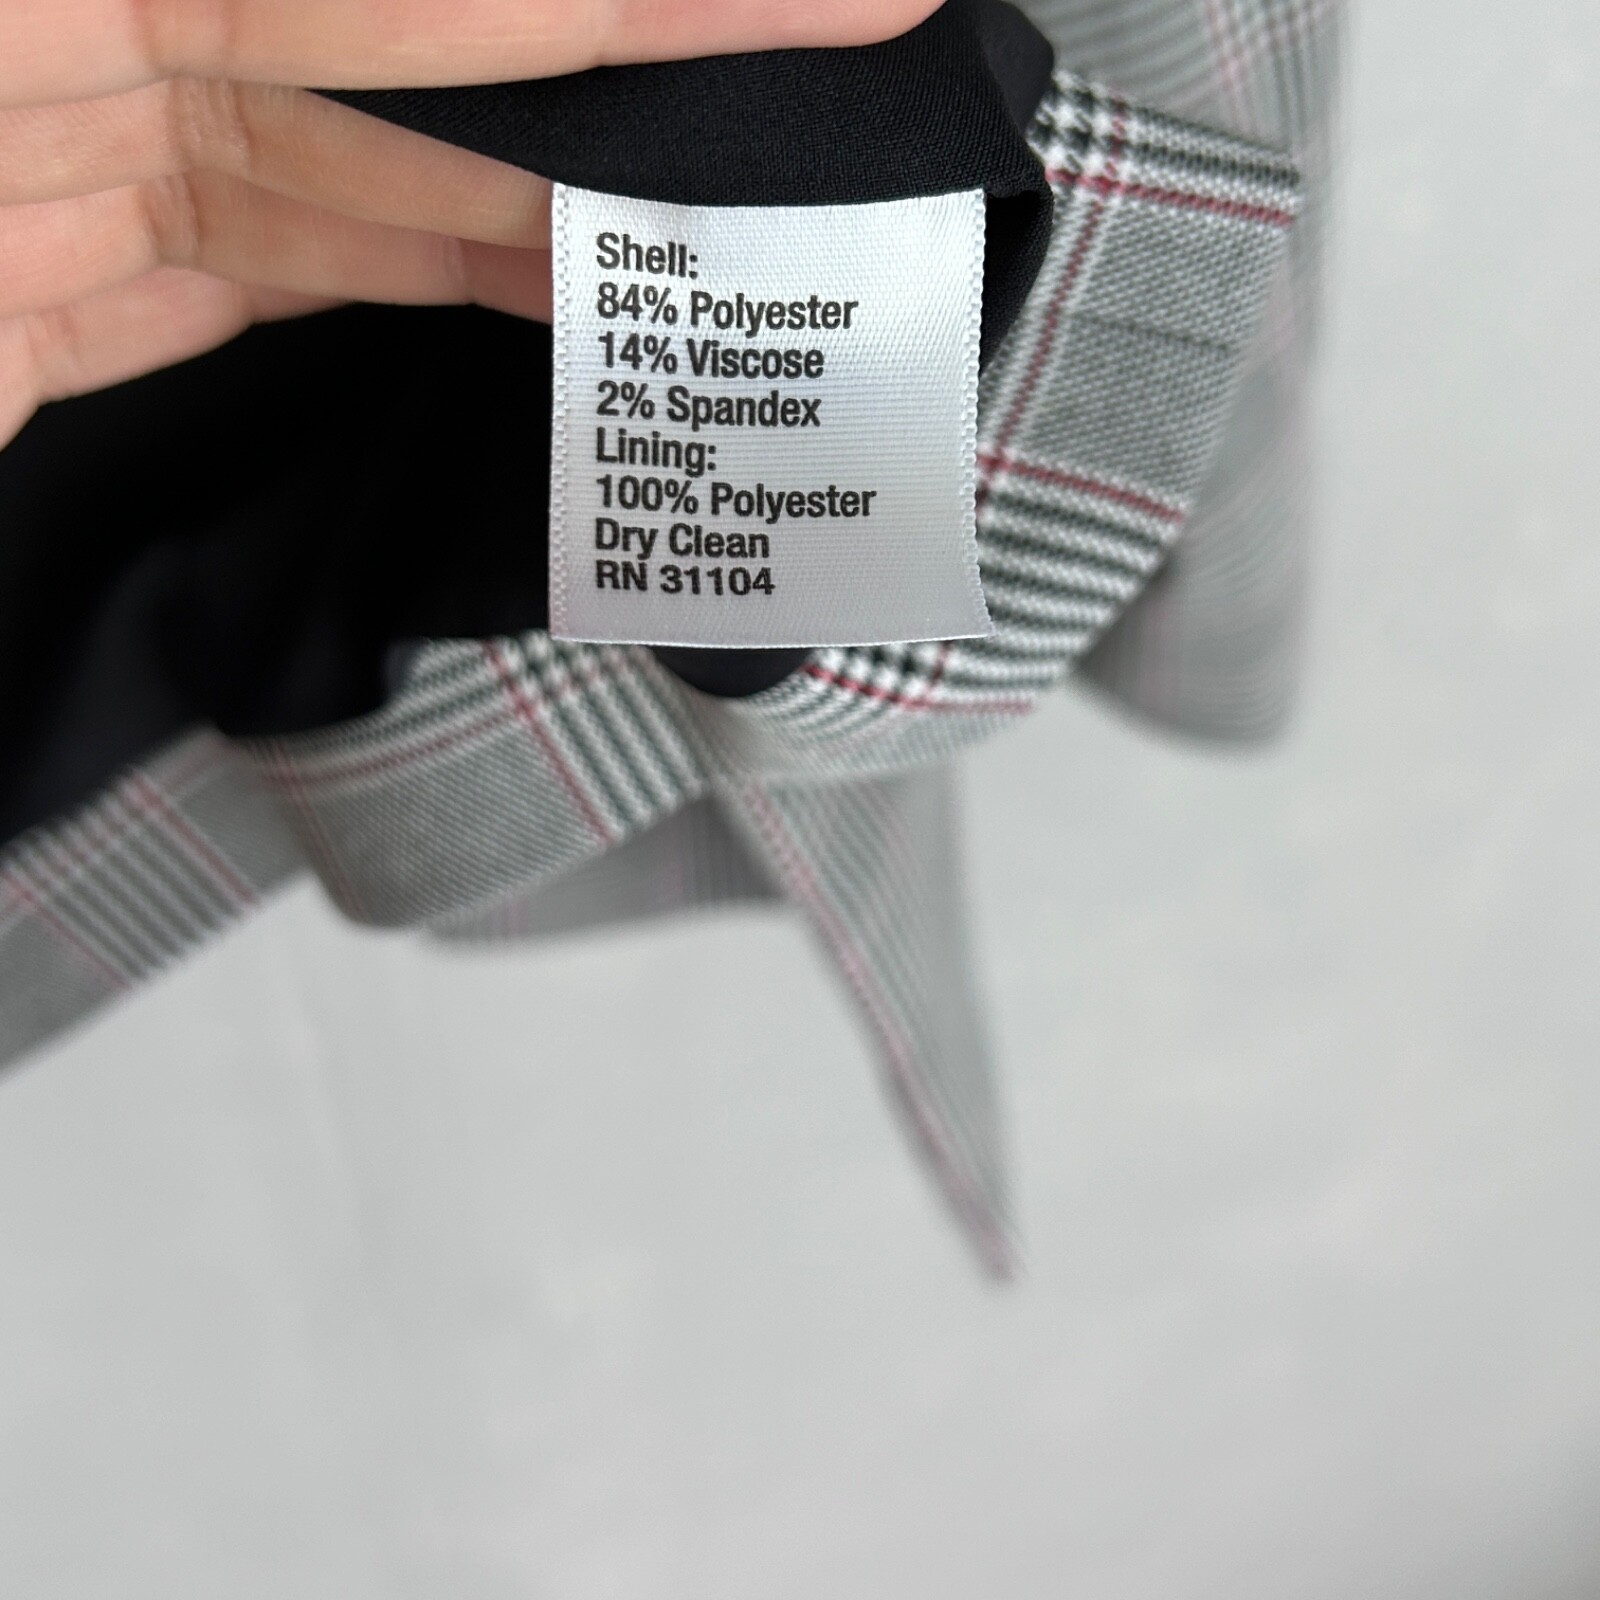 Shell:
84% Polyester
14% Viscose
2% Spandex
Lining:
100% Polyester
Dry Clean
RN 31104